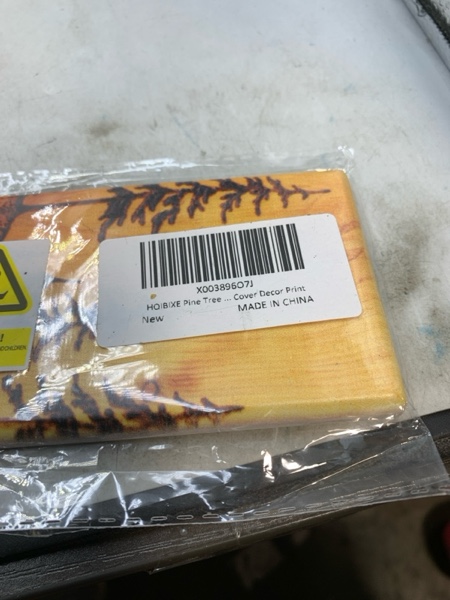 X003896O7J
HOIBIXE Pine Tree ... Cover Decor Print
New
MADE IN CHINA